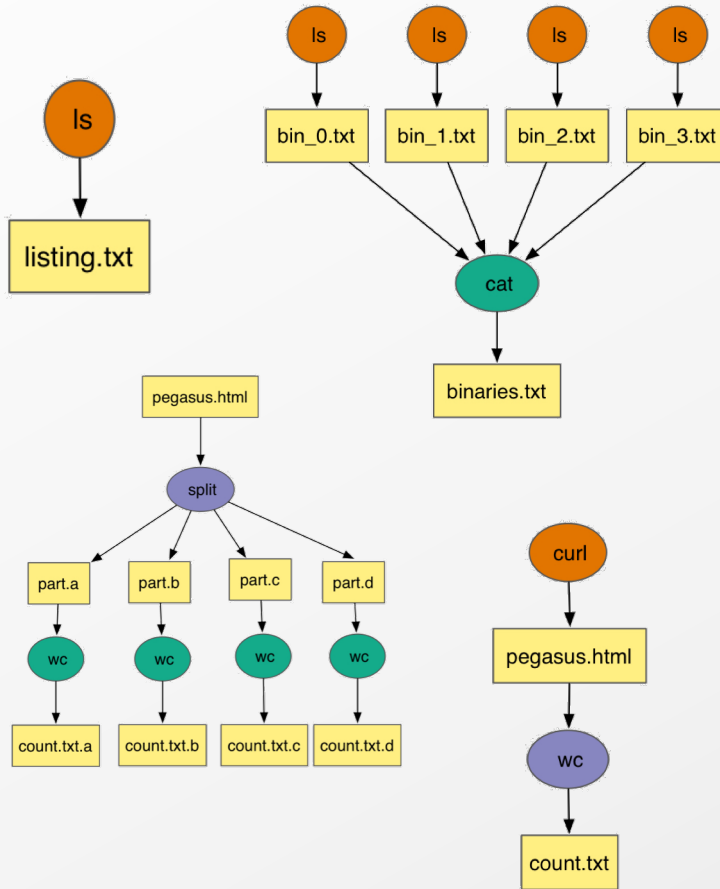 ls
listing.txt
ls ls ls ls
bin_0.txt bin_1.txt bin_2.txt bin_3.txt
cat
binaries.txt
pegasus.html
split
part.a part.b part.c part.d
wc wc wc wc
count.txt.a count.txt.b count.txt.c count.txt.d
curl
pegasus.html
wc
count.txt